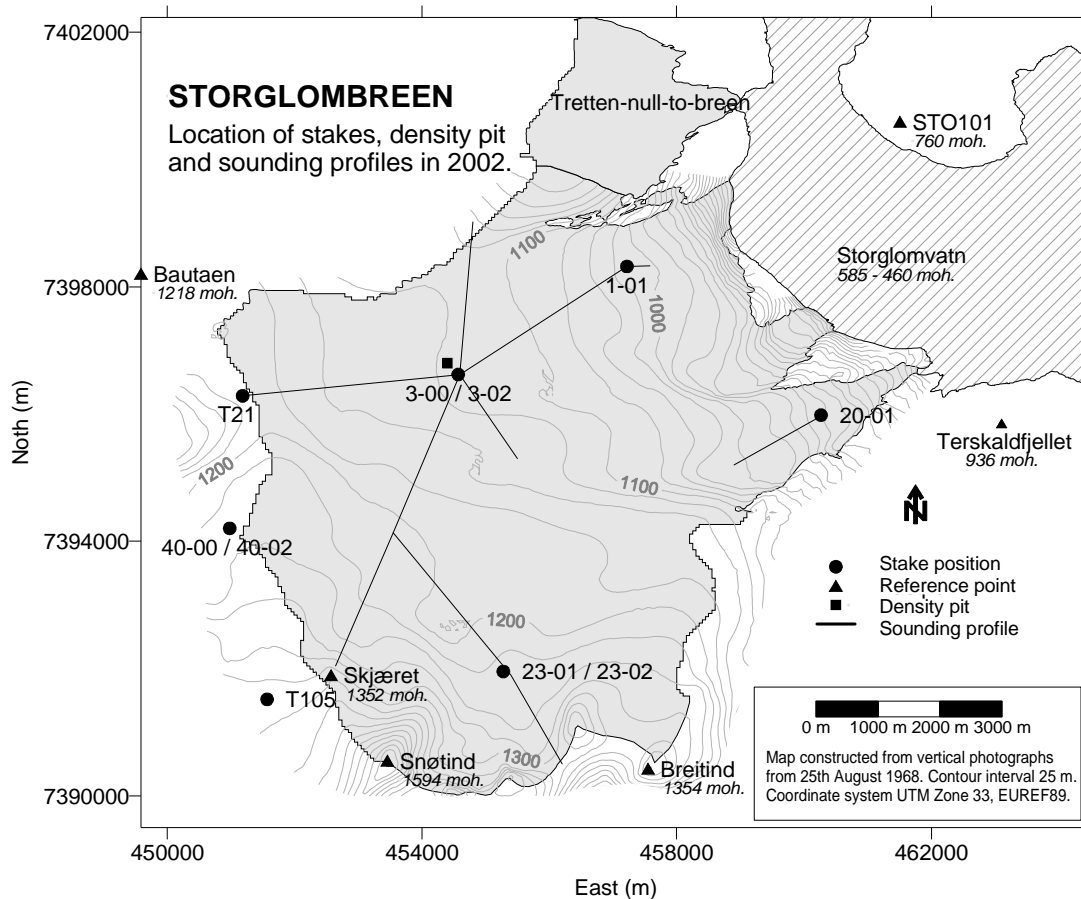 7402000
STORGLOMBREEN
Location of stakes, density pit
and sounding profiles in 2002.
Tretten-null-to-breen
STO101
760 moh.
1100
Storglomvatn
585 - 460 moh.
Bautaen
1218 moh.
7398000
1-01
1000
3-00 / 3-02
T21
20-01
Terskaldfjellet
936 moh.
Noth (m)
1200
1100
N
7394000
40-00 / 40-02
Stake position
Reference point
Density pit
Sounding profile
1200
23-01 / 23-02
Skjæret
1352 moh.
T105
0 m 1000 m 2000 m 3000 m
Map constructed from vertical photographs
from 25th August 1968. Contour interval 25 m.
Coordinate system UTM Zone 33, EUREF89.
1300
Snøtind
1594 moh.
Breitind
1354 moh.
7390000
450000
454000
458000
462000
East (m)